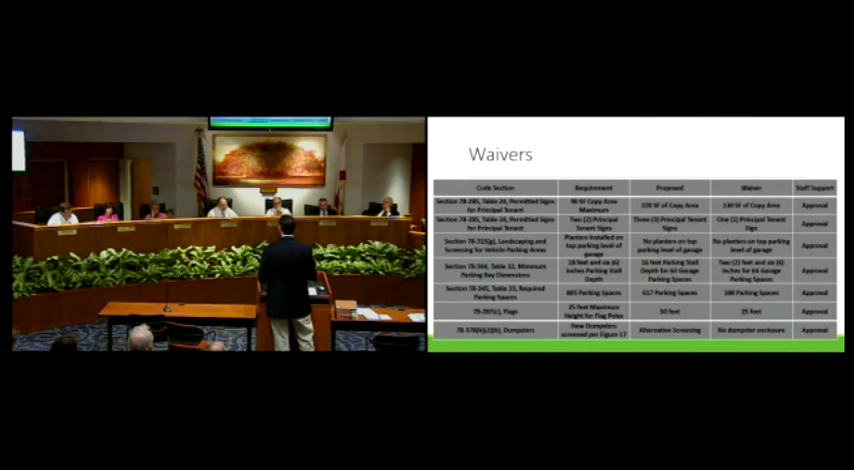 Waivers
Code Section Requirement Proposed Waiver Staff Support
Section 78-285, Table 24, Permitted Signs for Principal Tenant
90 SF Copy Area Maximum
220 SF of Copy Area
130 SF of Copy Area
Approval
Section 78-285, Table 24, Permitted Signs for Principal Tenant
Two (2) Principal Tenant Signs
Three (3) Principal Tenant Signs
One (1) Principal Tenant Sign
Approval
Section 78-315(g), Landscaping and Screening for Vehicle Parking Areas
Planters installed on top parking level of garage
No planters on top parking level of garage
No planters on top parking level of garage
Approval
Section 78-344, Table 32, Minimum Parking Bay Dimensions
18 feet and six (6) inches Parking Stall Depth
16 feet Parking Stall Depth for 64 Garage Parking Spaces
Two (2) feet and six (6) inches for 64 Garage Parking Spaces
Approval
Section 78-345, Table 33, Required Parking Spaces
Parking Spaces
617 Parking Spaces
Parking Spaces
Approval
Flags
25 feet Maximum Height for Flag Poles
50 feet
25 feet
Approval
Dumpsters
New Dumpsters screened per Figure 17
Alternative Screening
No dumpster enclosure
Approval